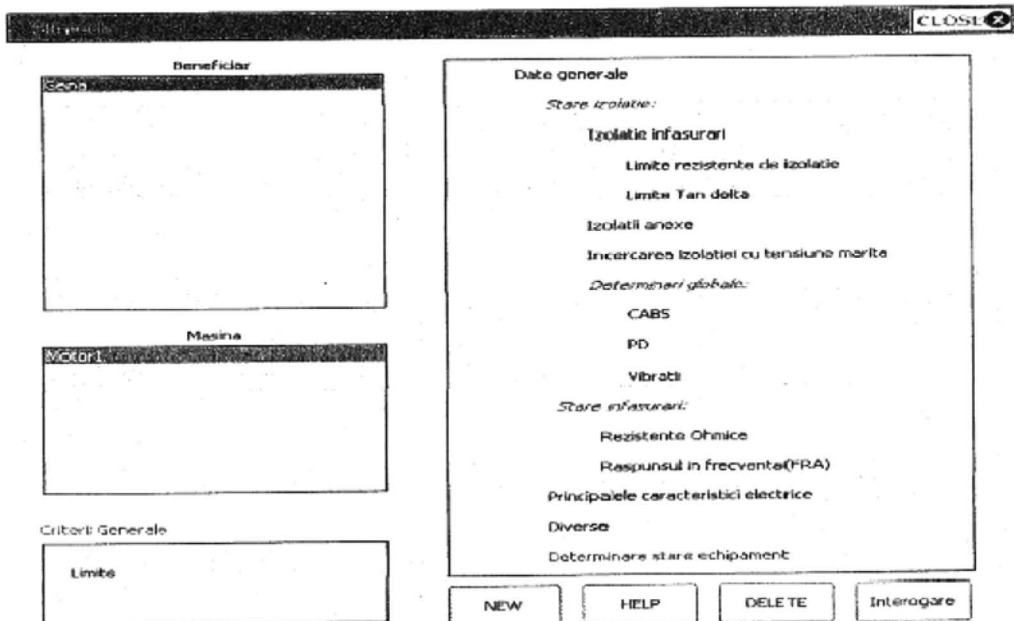 CLOSE
Beneficiar
Masina
Motor1
Criterii Generale
Limite
Date generale
Stare izolatie:
Izolatie infasurari
Limite rezistente de izolatie
Limite Tan delta
Izolatii anexe
Incercarea izolatiei cu tensiune marita
Determinari globale:
CABS
PD
Vibratii
Stare infasurari:
Rezistente Ohmice
Raspunsul in frecventa(FRA)
Principalele caracteristici electrice
Diverse
Determinare stare echipament
NEW
HELP
DELETE
Interogare